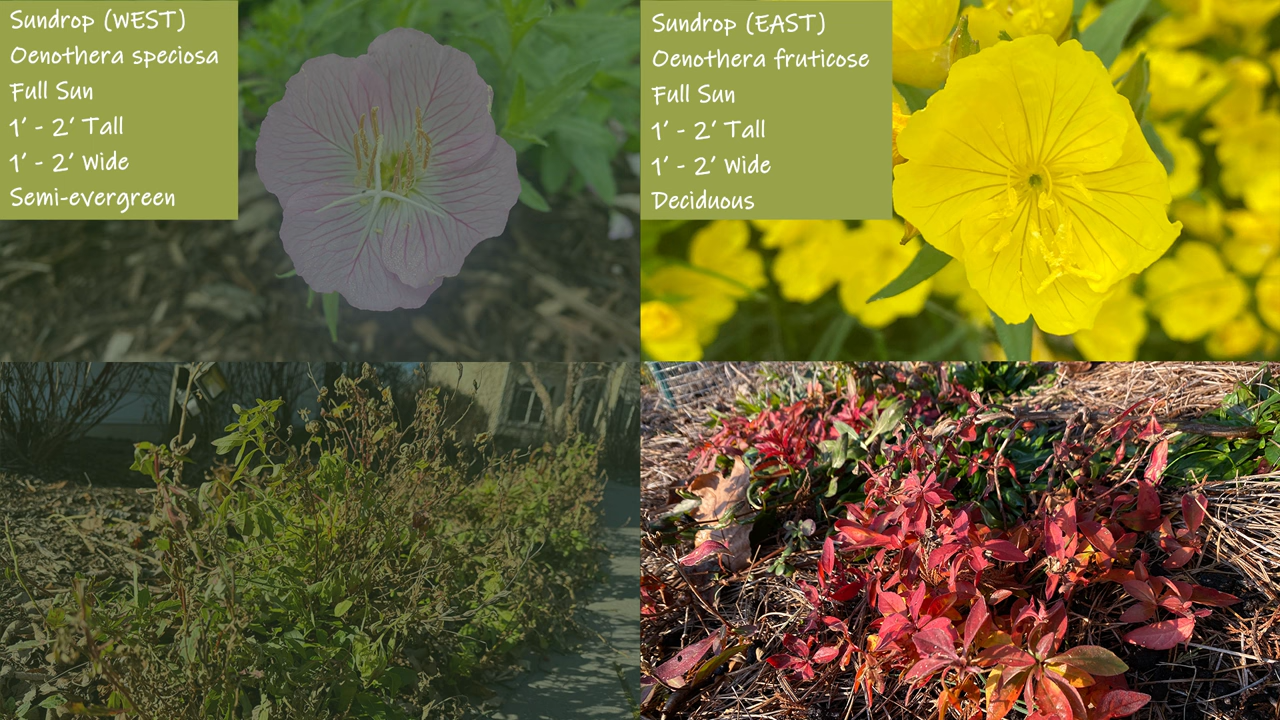 Sundrop (WEST)
Oenothera speciosa
Full Sun
1' - 2' Tall
1' - 2' Wide
Semi-evergreen
Sundrop (EAST)
Oenothera fruticose
Full Sun
1' - 2' Tall
1' - 2' Wide
Deciduous